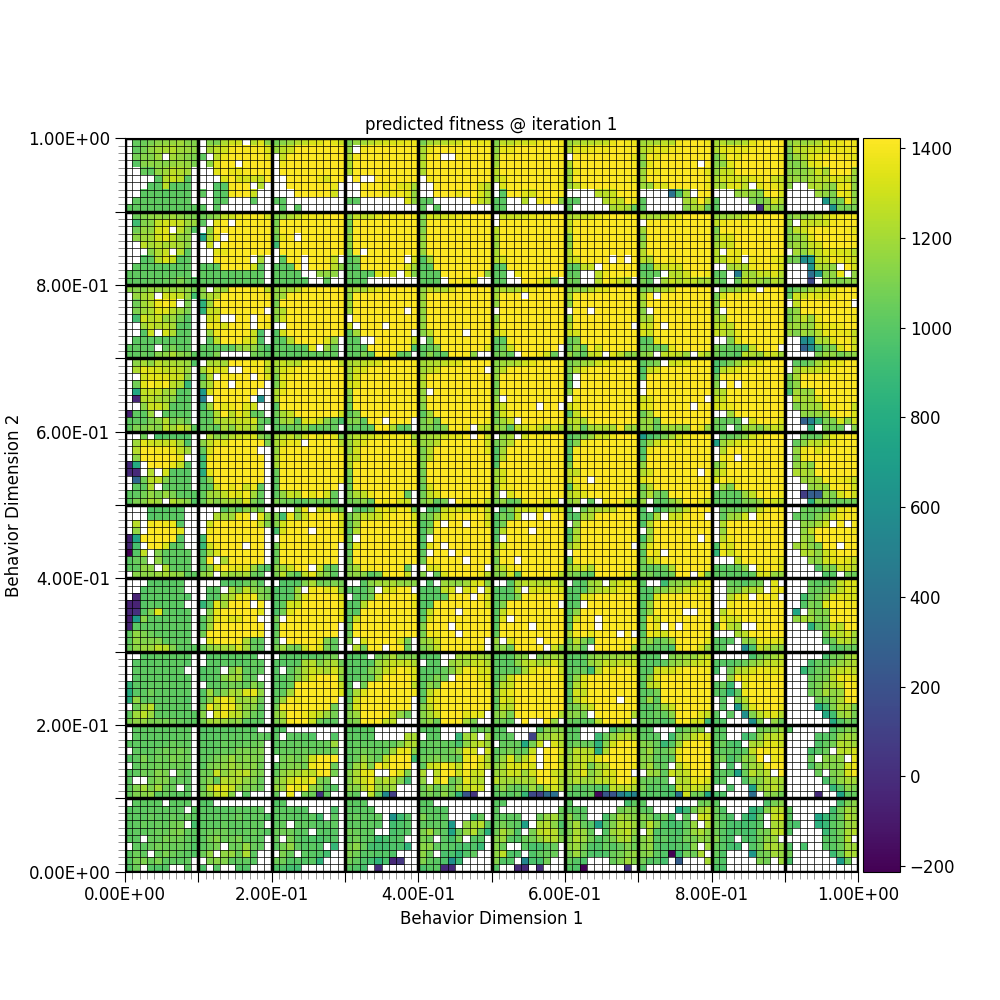 predicted fitness @ iteration 1
1.00E+00
8.00E-01
6.00E-01
4.00E-01
2.00E-01
0.00E+00
0.00E+00 2.00E-01 4.00E-01 6.00E-01 8.00E-01 1.00E+00
Behavior Dimension 1
Behavior Dimension 2
1400
1200
1000
800
600
400
200
0
−200